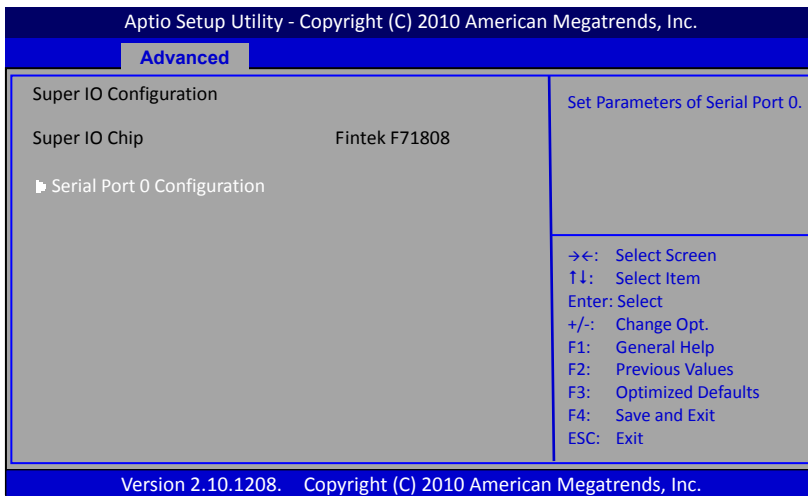 Aptio Setup Utility - Copyright (C) 2010 American Megatrends, Inc.
Advanced
Super IO Configuration
Super IO Chip Fintek F71808
Serial Port 0 Configuration
Set Parameters of Serial Port 0.
→←: Select Screen
↑↓: Select Item
Enter: Select
+/-: Change Opt.
F1: General Help
F2: Previous Values
F3: Optimized Defaults
F4: Save and Exit
ESC: Exit
Version 2.10.1208. Copyright (C) 2010 American Megatrends, Inc.